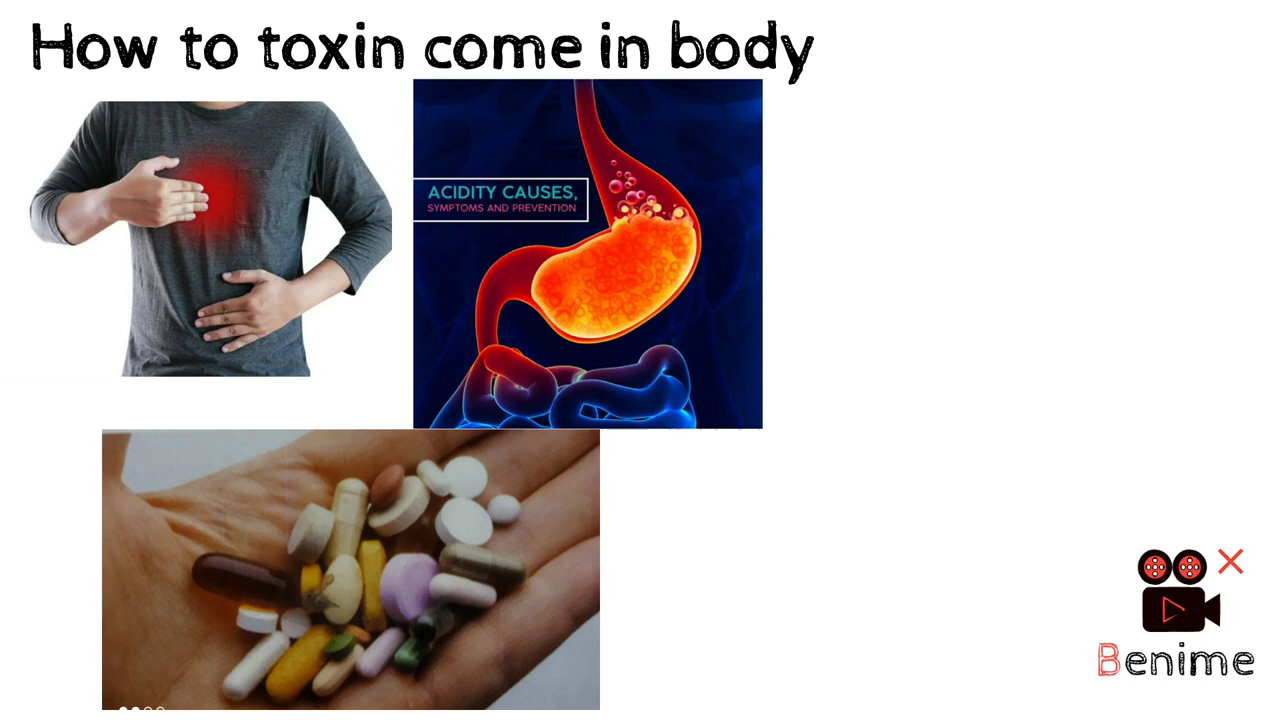 How to toxin come in body
ACIDITY CAUSES,
SYMPTOMS AND PREVENTION
Benime